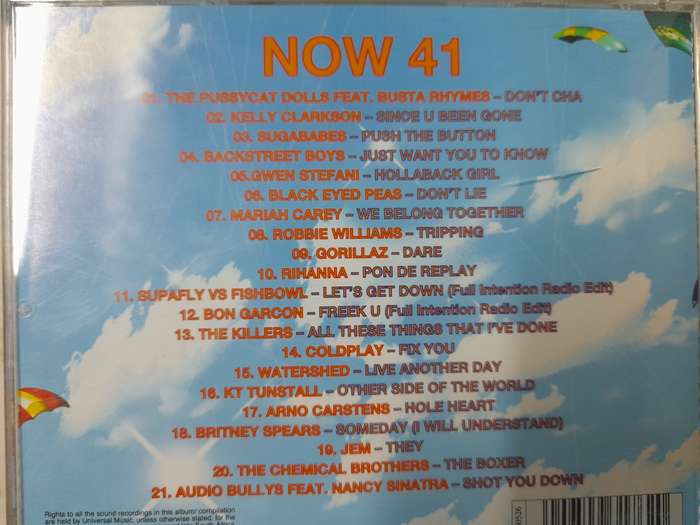 NOW 41
01. THE PUSSYCAT DOLLS FEAT. BUSTA RHYMES – DON'T CHA
02. KELLY CLARKSON – SINCE U BEEN GONE
03. SUGABABES – PUSH THE BUTTON
04. BACKSTREET BOYS – JUST WANT YOU TO KNOW
05.GWEN STEFANI – HOLLABACK GIRL
06. BLACK EYED PEAS – DON'T LIE
07. MARIAH CAREY – WE BELONG TOGETHER
08. ROBBIE WILLIAMS – TRIPPING
09. GORILLAZ – DARE
10. RIHANNA – PON DE REPLAY
11. SUPAFLY VS FISHBOWL – LET'S GET DOWN (Full Intention Radio Edit)
12. BON GARCON – FREEK U (Full Intention Radio Edit)
13. THE KILLERS – ALL THESE THINGS THAT I'VE DONE
14. COLDPLAY – FIX YOU
15. WATERSHED – LIVE ANOTHER DAY
16. KT TUNSTALL – OTHER SIDE OF THE WORLD
17. ARNO CARSTENS – HOLE HEART
18. BRITNEY SPEARS – SOMEDAY (I WILL UNDERSTAND)
19. JEM – THEY
20. THE CHEMICAL BROTHERS – THE BOXER
21. AUDIO BULLYS FEAT. NANCY SINATRA – SHOT YOU DOWN
Rights to all the sound recordings in this album/ compilation
are held by Universal Music, unless otherwise stated, for the